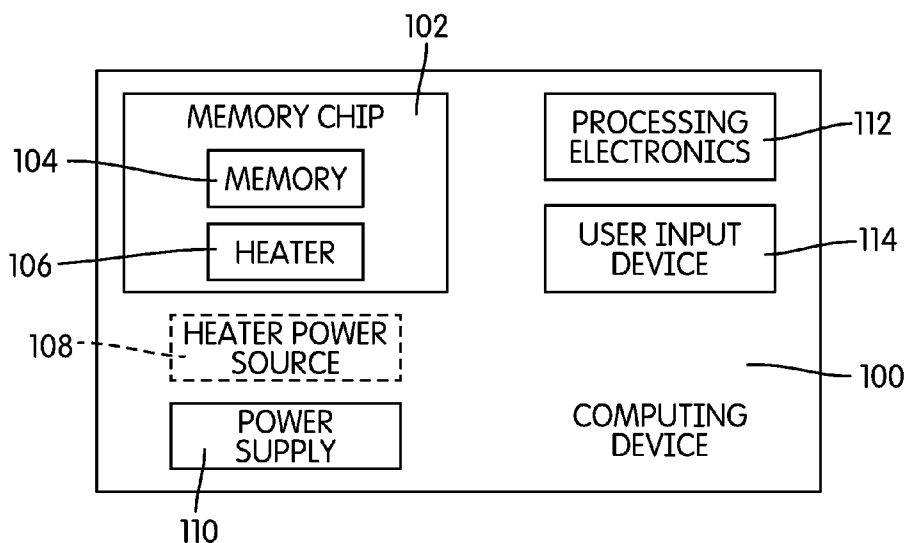 102
MEMORY CHIP
104
MEMORY
106
HEATER
PROCESSING
ELECTRONICS
112
USER INPUT
DEVICE
114
108
HEATER POWER
SOURCE
100
POWER
SUPPLY
COMPUTING
DEVICE
110